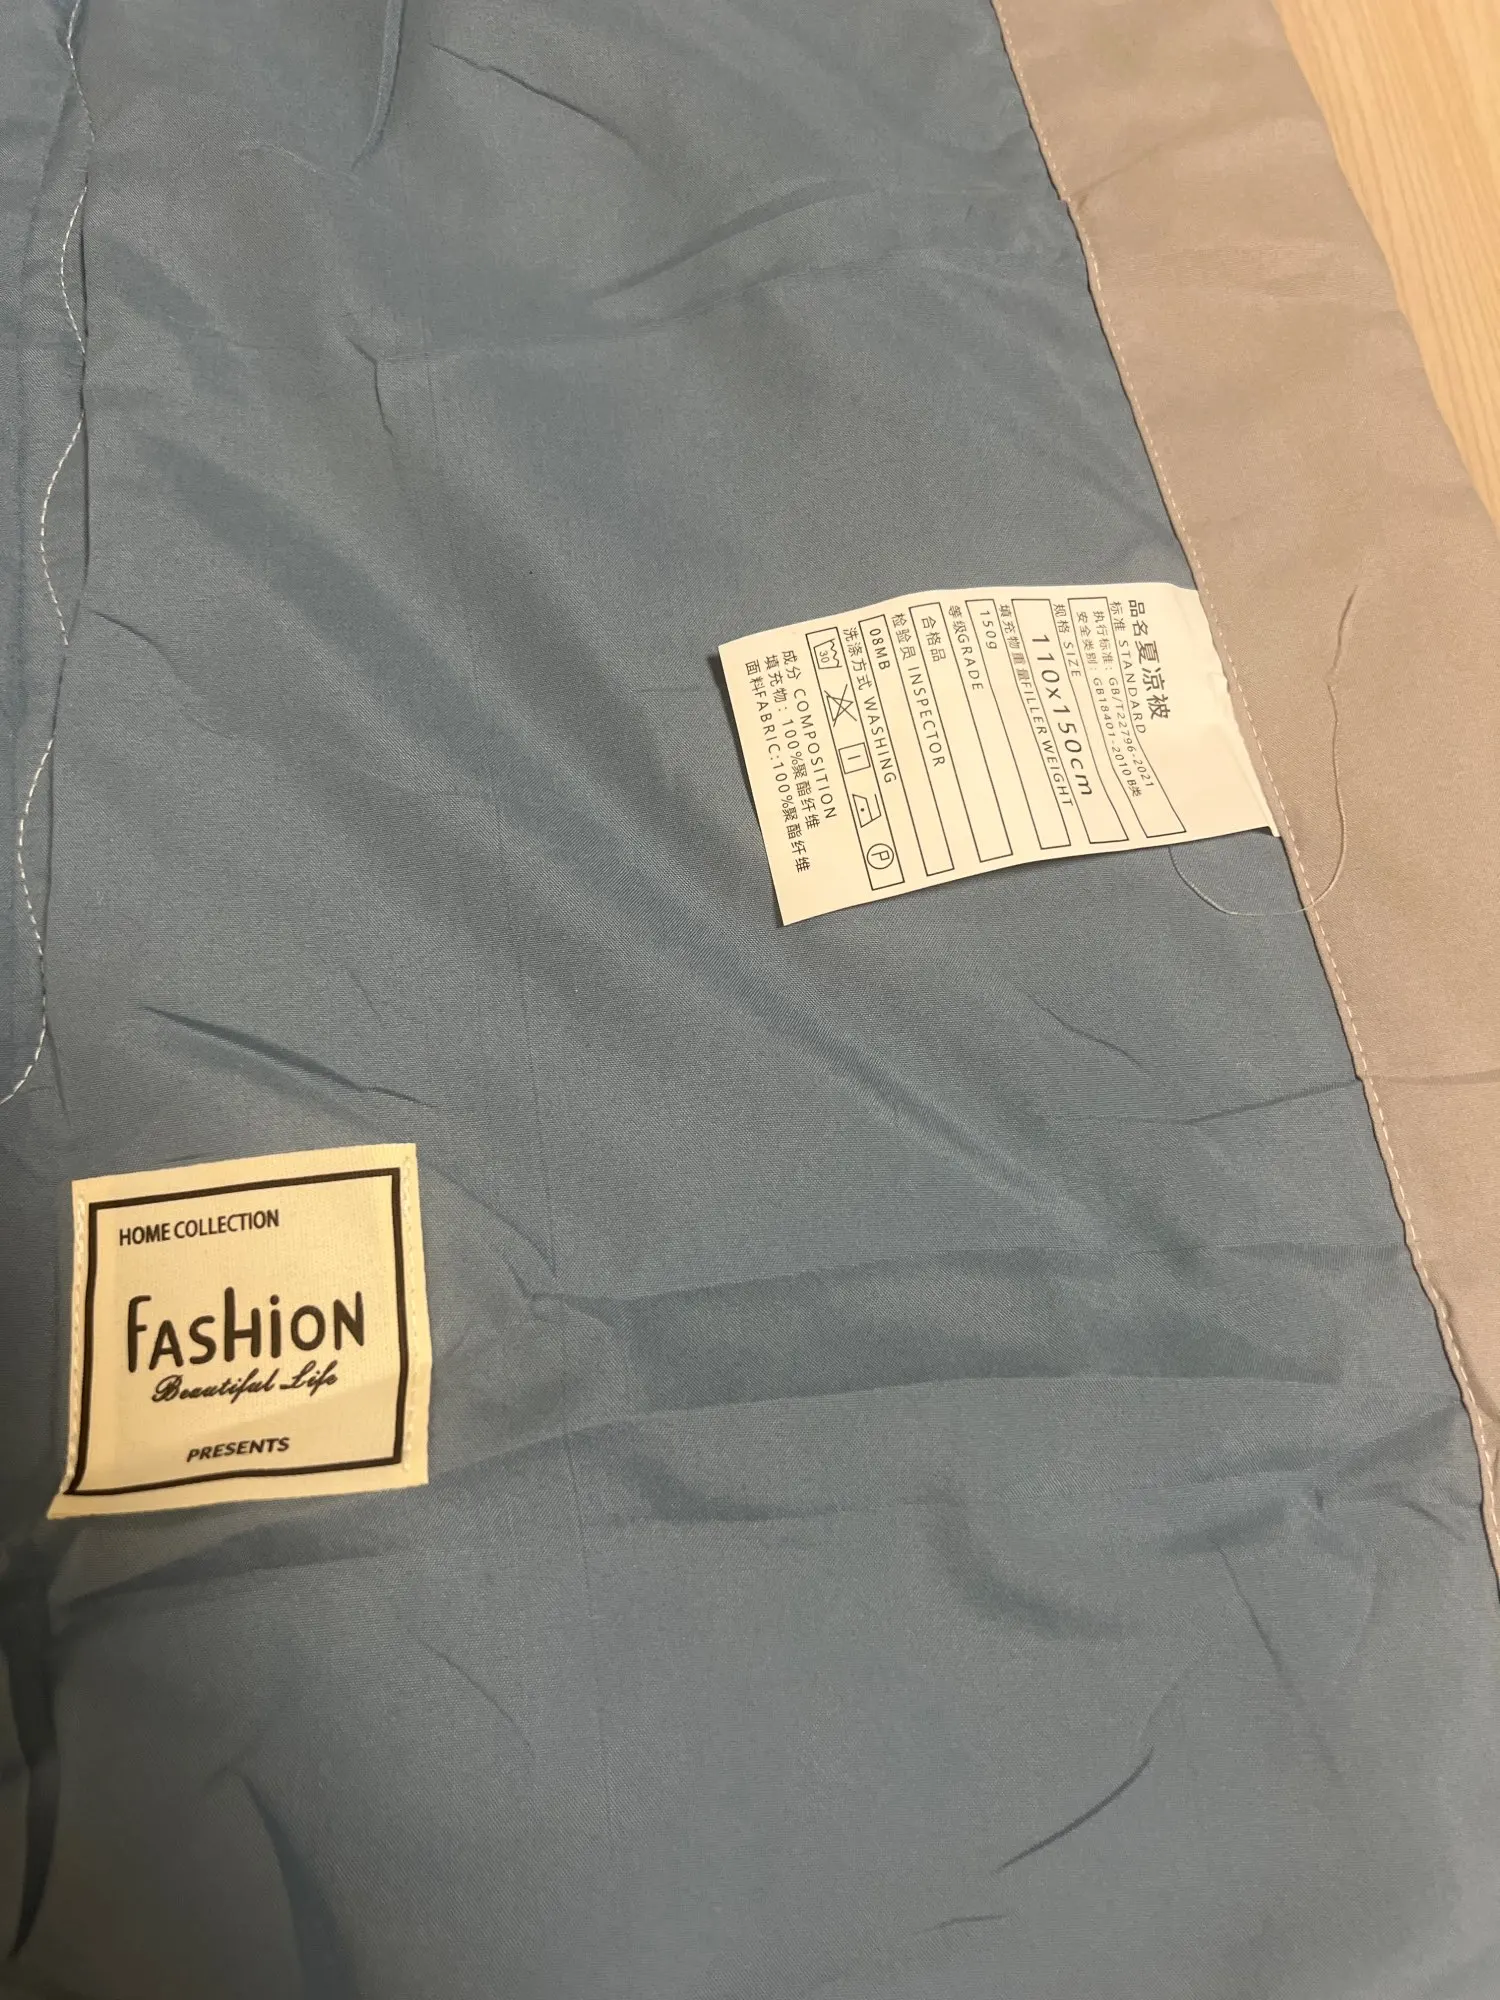 品名夏凉被
标准 STANDARD
执行标准: GB/T22796-2021
安全类别: GB18401-2010 B类
规格 SIZE
110x150cm
填充物重量FILLER WEIGHT
150g
等级GRADE
合格品
检验员 INSPECTOR
08MB
洗涤方式 WASHING
30
P
成分 COMPOSITION
填充物: 100%聚酯纤维
面料FABRIC:100%聚酯纤维
HOME COLLECTION
FASHION
Beautiful Life
PRESENTS